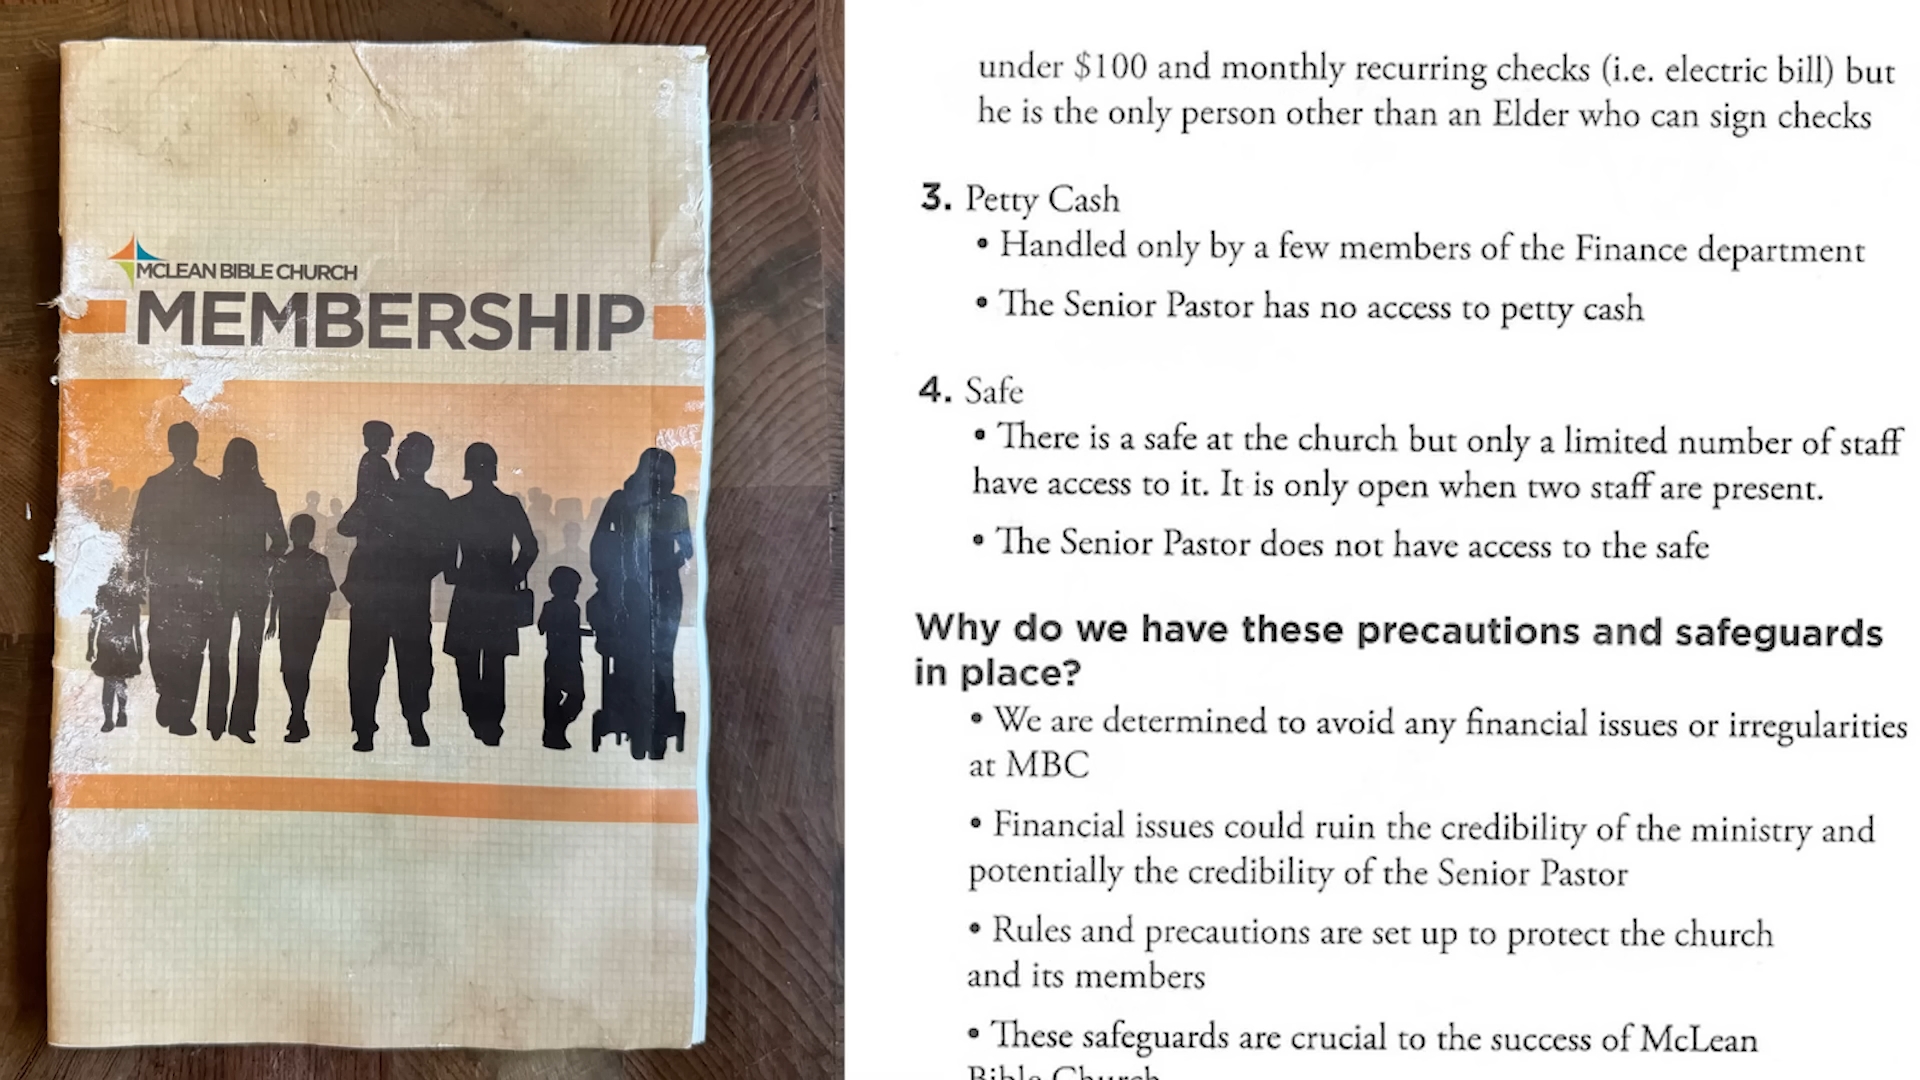 MCLEAN BIBLE CHURCH
MEMBERSHIP
under $100 and monthly recurring checks (i.e. electric bill) but
he is the only person other than an Elder who can sign checks
3. Petty Cash
• Handled only by a few members of the Finance department
• The Senior Pastor has no access to petty cash
4. Safe
• There is a safe at the church but only a limited number of staff
have access to it. It is only open when two staff are present.
• The Senior Pastor does not have access to the safe
Why do we have these precautions and safeguards
in place?
• We are determined to avoid any financial issues or irregularities
at MBC
• Financial issues could ruin the credibility of the ministry and
potentially the credibility of the Senior Pastor
• Rules and precautions are set up to protect the church
and its members
• These safeguards are crucial to the success of McLean
Bible Church